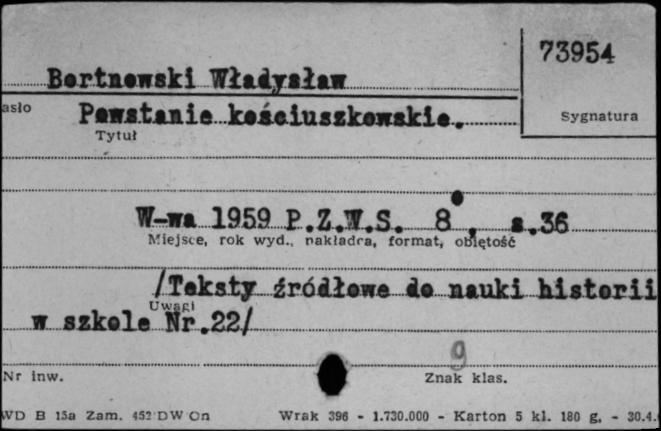 73954
Bortnowski Władysław
asło
Powstanie kościuszkowskie.
Sygnatura
Tytuł
W-wa 1959 P.Z.W.S. 8°, s.36
Miejsce, rok wyd., nakładca, format, objętość
/Teksty źródłowe do nauki historii
Uwagi
w szkole Nr.22/
9
Nr inw.
Znak klas.
WD B 15a Zam. 452 DW On Wrak 396 - 1.730.000 - Karton 5 kl. 180 g. - 30.4.